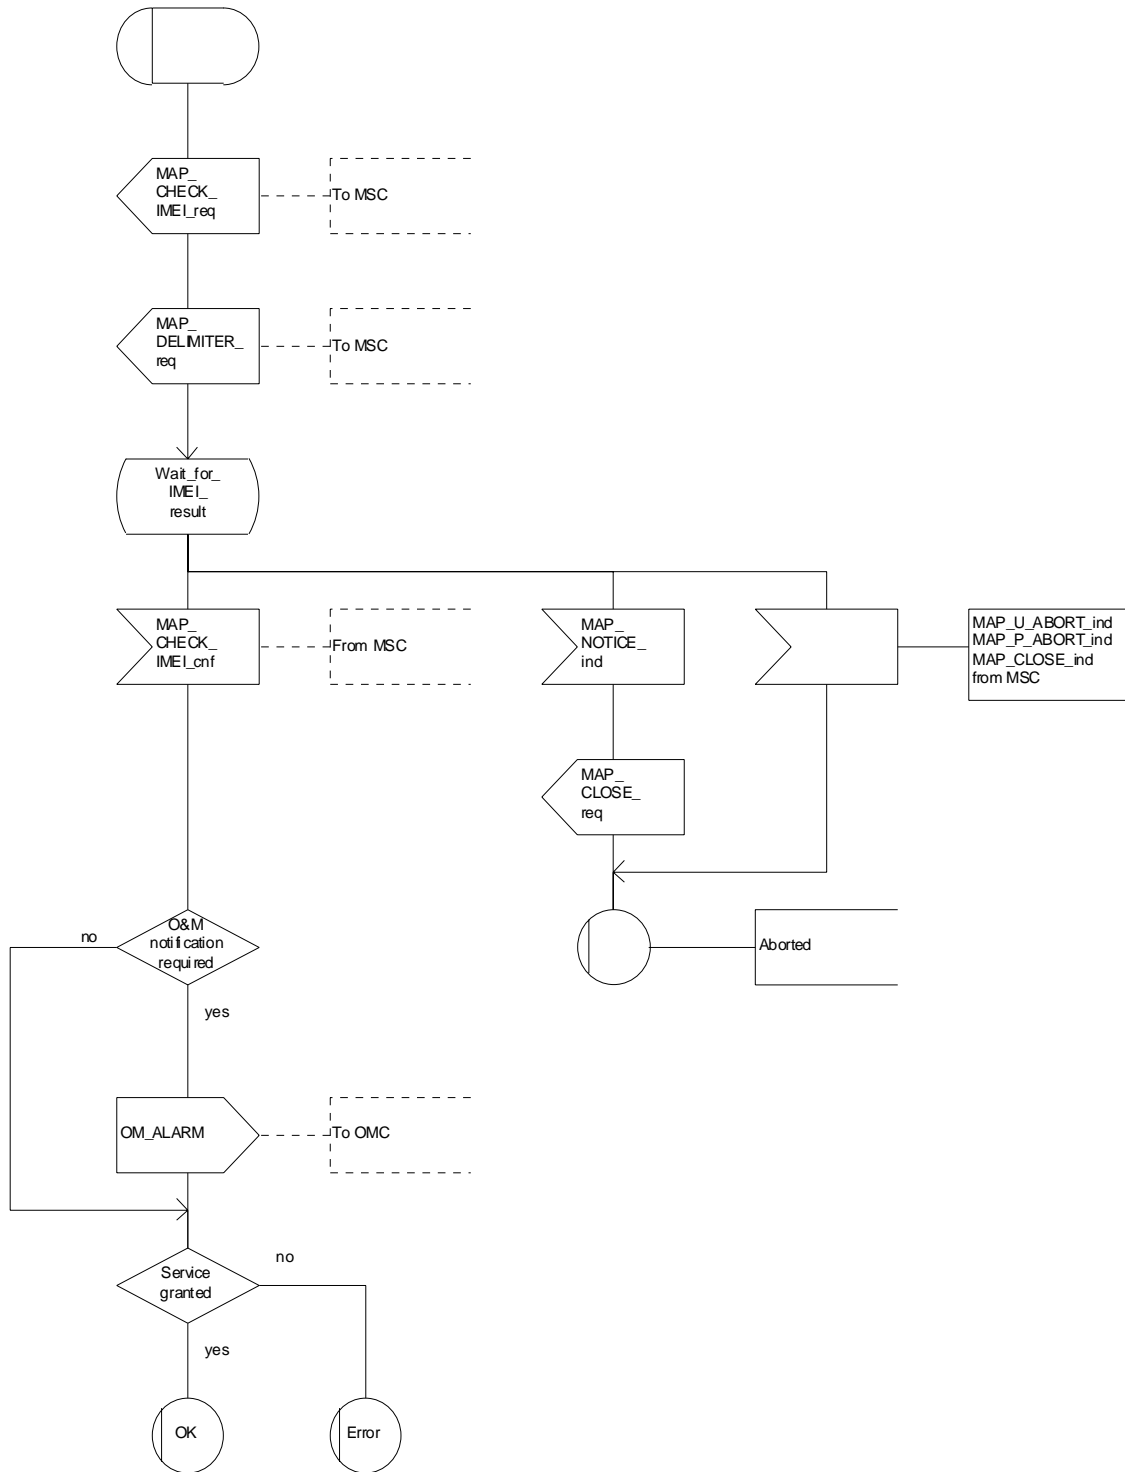 MAP_
CHECK_
IMEI_req
To MSC
MAP_
DELIMITER_
req
To MSC
Wait_for_
IMEI_
result
MAP_
CHECK_
IMEI_cnf
From MSC
MAP_
NOTICE_
ind
MAP_U_ABORT_ind
MAP_P_ABORT_ind
MAP_CLOSE_ind
from MSC
MAP_
CLOSE_
req
O&M
notification
required
no
yes
Aborted
OM_ALARM
To OMC
Service
granted
no
yes
OK
Error